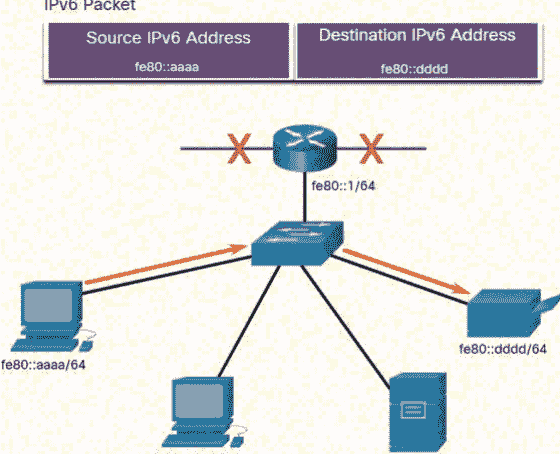 IPv6 Packet
Source IPv6 Address
Destination IPv6 Address
fe80::aaaa
fe80::dddd
X
X
fe80::1/64
fe80::dddd/64
fe80::aaaa/64